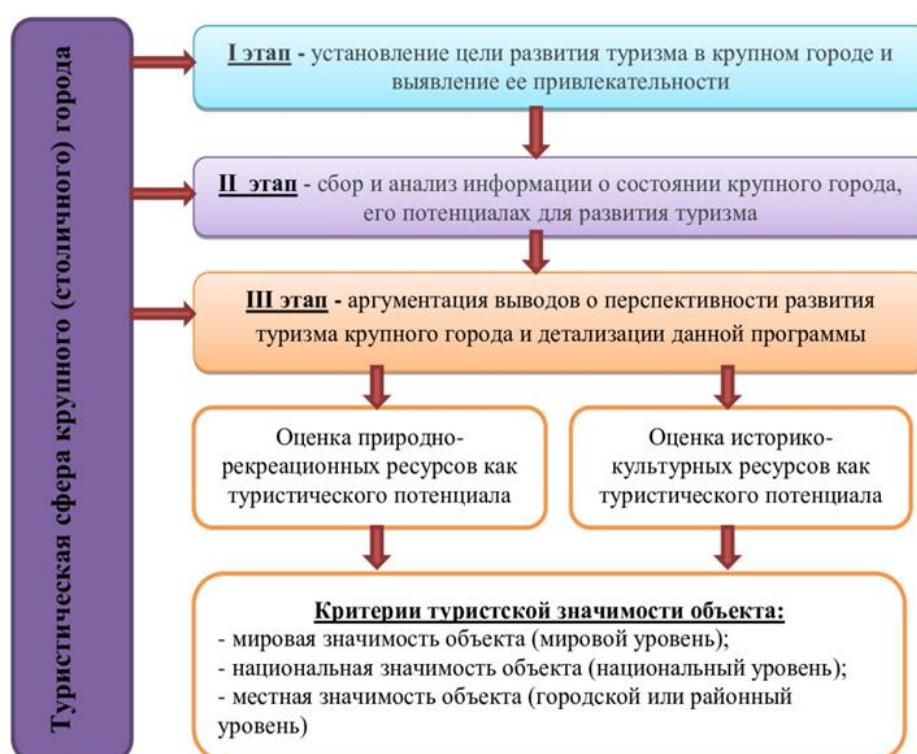 Туристическая сфера крупного (столичного) города
I этап - установление цели развития туризма в крупном городе и
выявление ее привлекательности
II этап - сбор и анализ информации о состоянии крупного города,
его потенциалах для развития туризма
III этап - аргументация выводов о перспективности развития
туризма крупного города и детализации данной программы
Оценка природно-
рекреационных ресурсов как
туристического потенциала
Оценка историко-
культурных ресурсов как
туристического потенциала
Критерии туристской значимости объекта:
- мировая значимость объекта (мировой уровень);
- национальная значимость объекта (национальный уровень);
- местная значимость объекта (городской или районный
уровень)